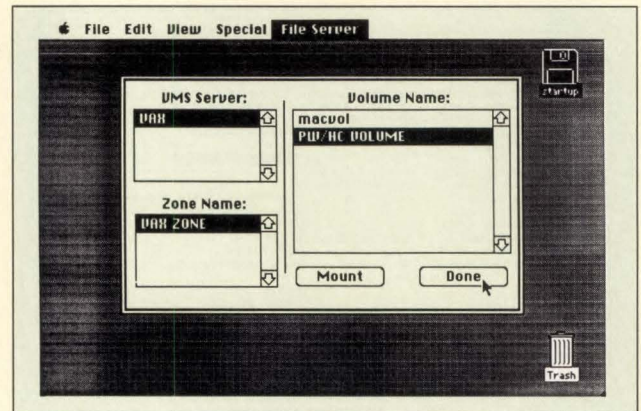 File Edit View Special File Server
startup
VMS Server:
VAX
Zone Name:
VAX ZONE
Volume Name:
macvol
PW/HC VOLUME
Mount Done
Trash